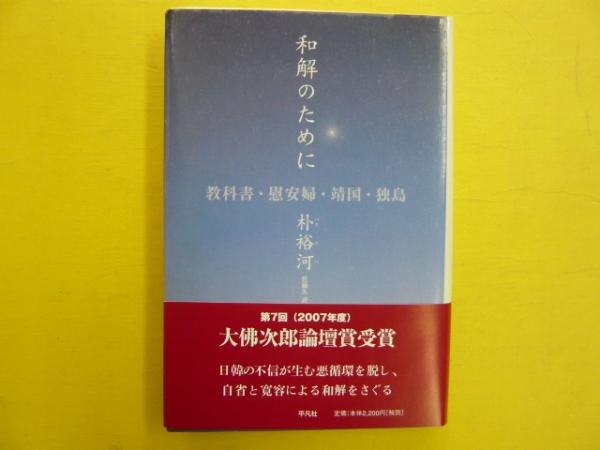 和解のために
教科書・慰安婦・靖国・独島
朴裕河
第7回（2007年度）
大佛次郎論壇賞受賞
日韓の不信が生む悪循環を脱し、
自省と寛容による和解をさぐる
平凡社
定価：本体2,200円［税別］